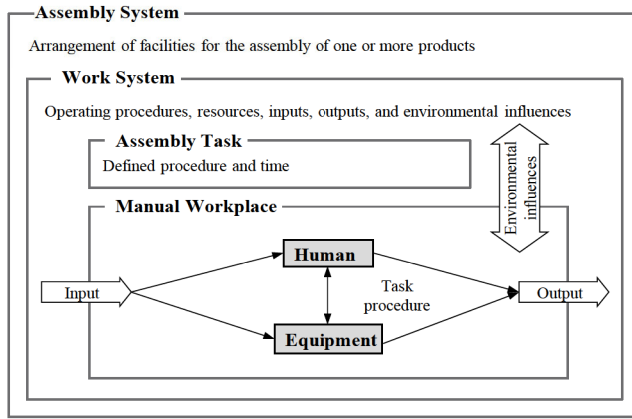 Assembly System
Arrangement of facilities for the assembly of one or more products
Work System
Operating procedures, resources, inputs, outputs, and environmental influences
Assembly Task
Defined procedure and time
Environmental
influences
Manual Workplace
Human
Input
Task
procedure
Output
Equipment